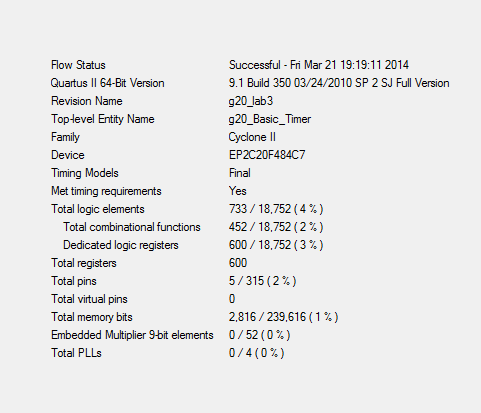 Flow Status Successful - Fri Mar 21 19:19:11 2014
Quartus II 64-Bit Version 9.1 Build 350 03/24/2010 SP 2 SJ Full Version
Revision Name g20_lab3
Top-level Entity Name g20_Basic_Timer
Family Cyclone II
Device EP2C20F484C7
Timing Models Final
Met timing requirements Yes
Total logic elements 733 / 18,752 ( 4 % )
Total combinational functions 452 / 18,752 ( 2 % )
Dedicated logic registers 600 / 18,752 ( 3 % )
Total registers 600
Total pins 5 / 315 ( 2 % )
Total virtual pins 0
Total memory bits 2,816 / 239,616 ( 1 % )
Embedded Multiplier 9-bit elements 0 / 52 ( 0 % )
Total PLLs 0 / 4 ( 0 % )